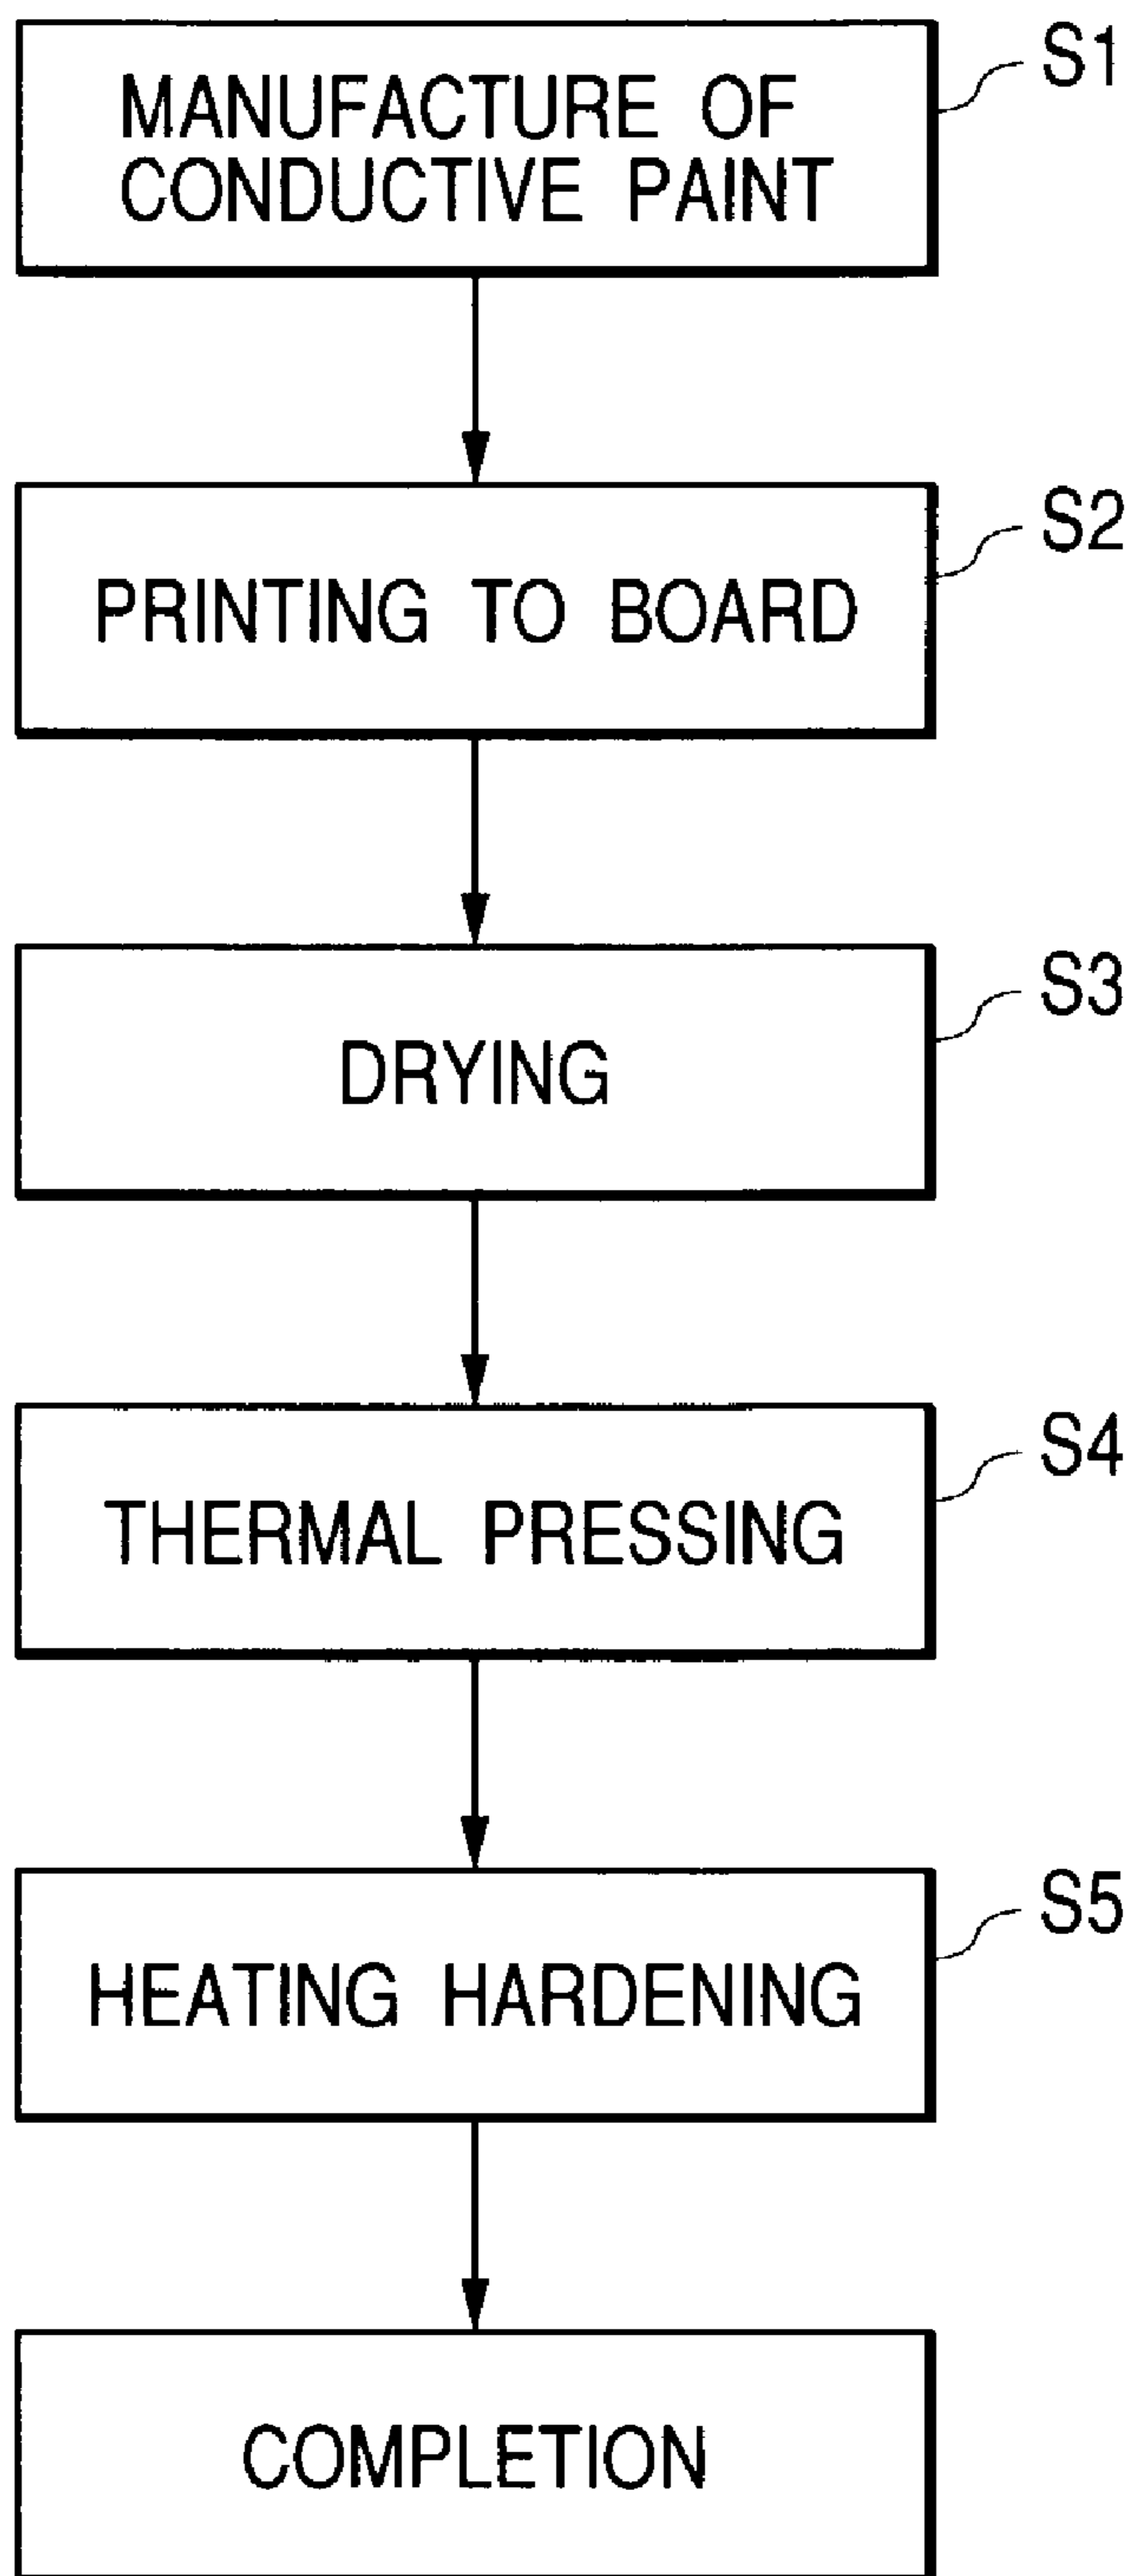 MANUFACTURE OF
CONDUCTIVE PAINT
S1
PRINTING TO BOARD
S2
DRYING
S3
THERMAL PRESSING
S4
HEATING HARDENING
S5
COMPLETION